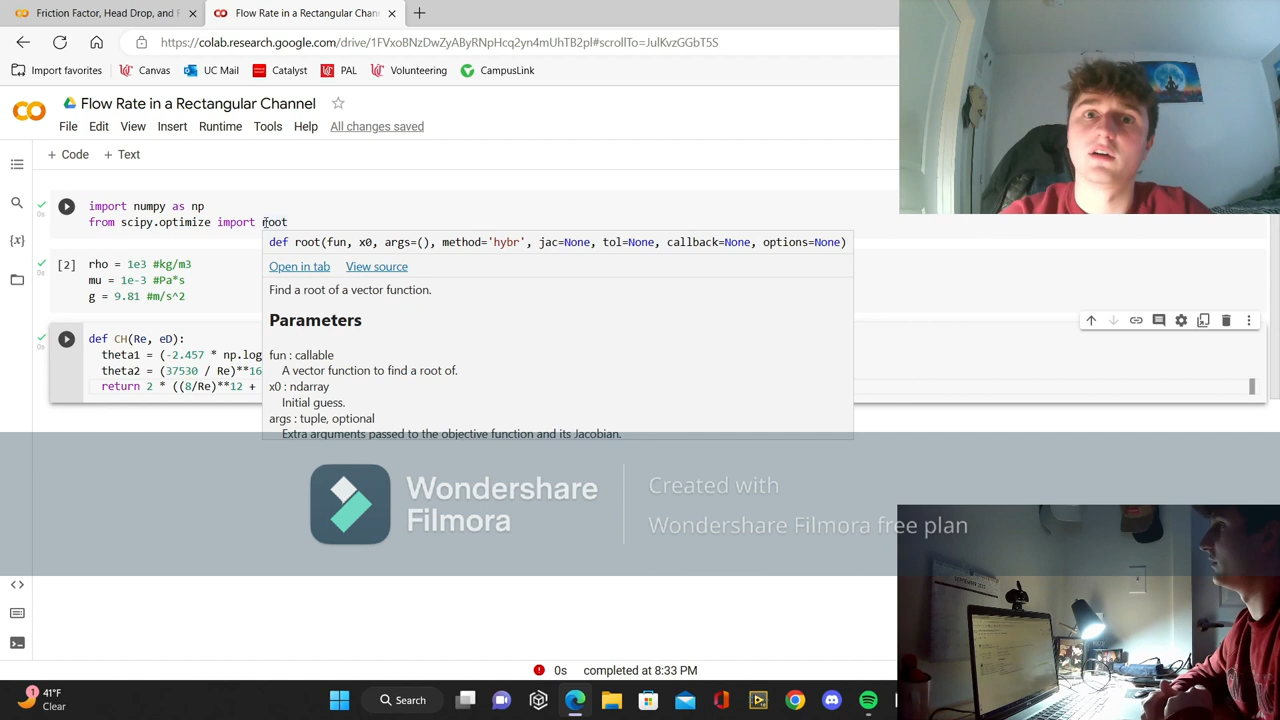 Friction Factor, Head Drop, and F
Flow Rate in a Rectangular Chann
https://colab.research.google.com/drive/1FVxoBNzDwZyAByRNpHcq2yn4mUhTB2pl#scrollTo=JulKvzGGbT5S
Import favorites
Canvas
UC Mail
Catalyst
PAL
Volunteering
CampusLink
Flow Rate in a Rectangular Channel
File Edit View Insert Runtime Tools Help All changes saved
+ Code + Text
import numpy as np
from scipy.optimize import root
def root(fun, x0, args=(), method='hybr', jac=None, tol=None, callback=None, options=None)
Open in tab View source
Find a root of a vector function.
Parameters
fun : callable
A vector function to find a root of.
x0 : ndarray
Initial guess.
args : tuple, optional
Extra arguments passed to the objective function and its Jacobian.
[2] rho = 1e3 #kg/m3
mu = 1e-3 #Pa*s
g = 9.81 #m/s^2
def CH(Re, eD):
theta1 = (-2.457 * np.log
theta2 = (37530 / Re)**16
return 2 * ((8/Re)**12 +
Wondershare
Filmora
Created with
Wondershare Filmora free plan
0s completed at 8:33 PM
1
41°F
Clear
Search